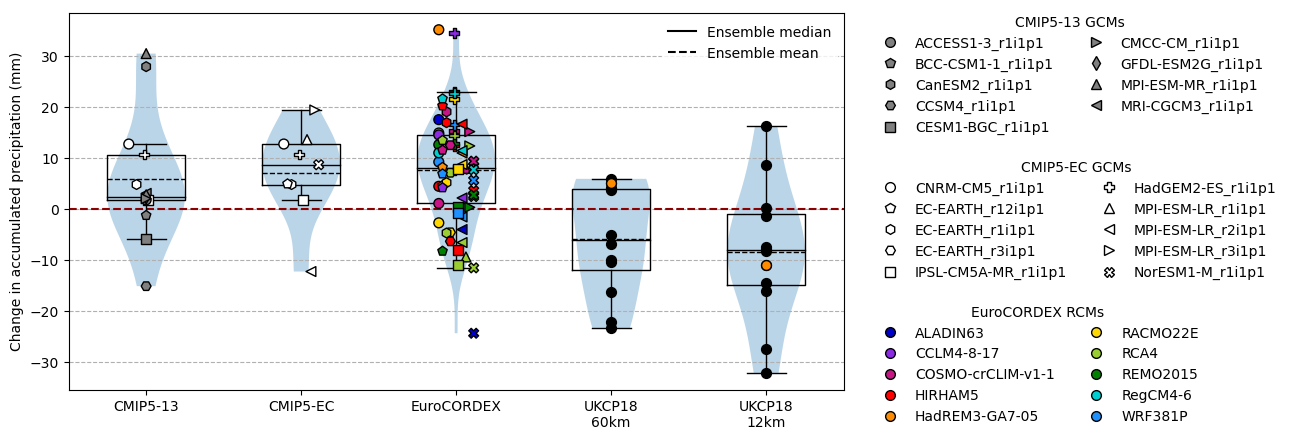 Change in accumulated precipitation (mm)
30
20
10
0
−10
−20
−30
Ensemble median
Ensemble mean
CMIP5-13
CMIP5-EC
EuroCORDEX
UKCP18
60km
UKCP18
12km
CMIP5-13 GCMs
ACCESS1-3_r1i1p1
BCC-CSM1-1_r1i1p1
CanESM2_r1i1p1
CCSM4_r1i1p1
CESM1-BGC_r1i1p1
CMCC-CM_r1i1p1
GFDL-ESM2G_r1i1p1
MPI-ESM-MR_r1i1p1
MRI-CGCM3_r1i1p1
CMIP5-EC GCMs
CNRM-CM5_r1i1p1
EC-EARTH_r12i1p1
EC-EARTH_r1i1p1
EC-EARTH_r3i1p1
IPSL-CM5A-MR_r1i1p1
HadGEM2-ES_r1i1p1
MPI-ESM-LR_r1i1p1
MPI-ESM-LR_r2i1p1
MPI-ESM-LR_r3i1p1
NorESM1-M_r1i1p1
EuroCORDEX RCMs
ALADIN63
CCLM4-8-17
COSMO-crCLIM-v1-1
HIRHAM5
HadREM3-GA7-05
RACMO22E
RCA4
REMO2015
RegCM4-6
WRF381P